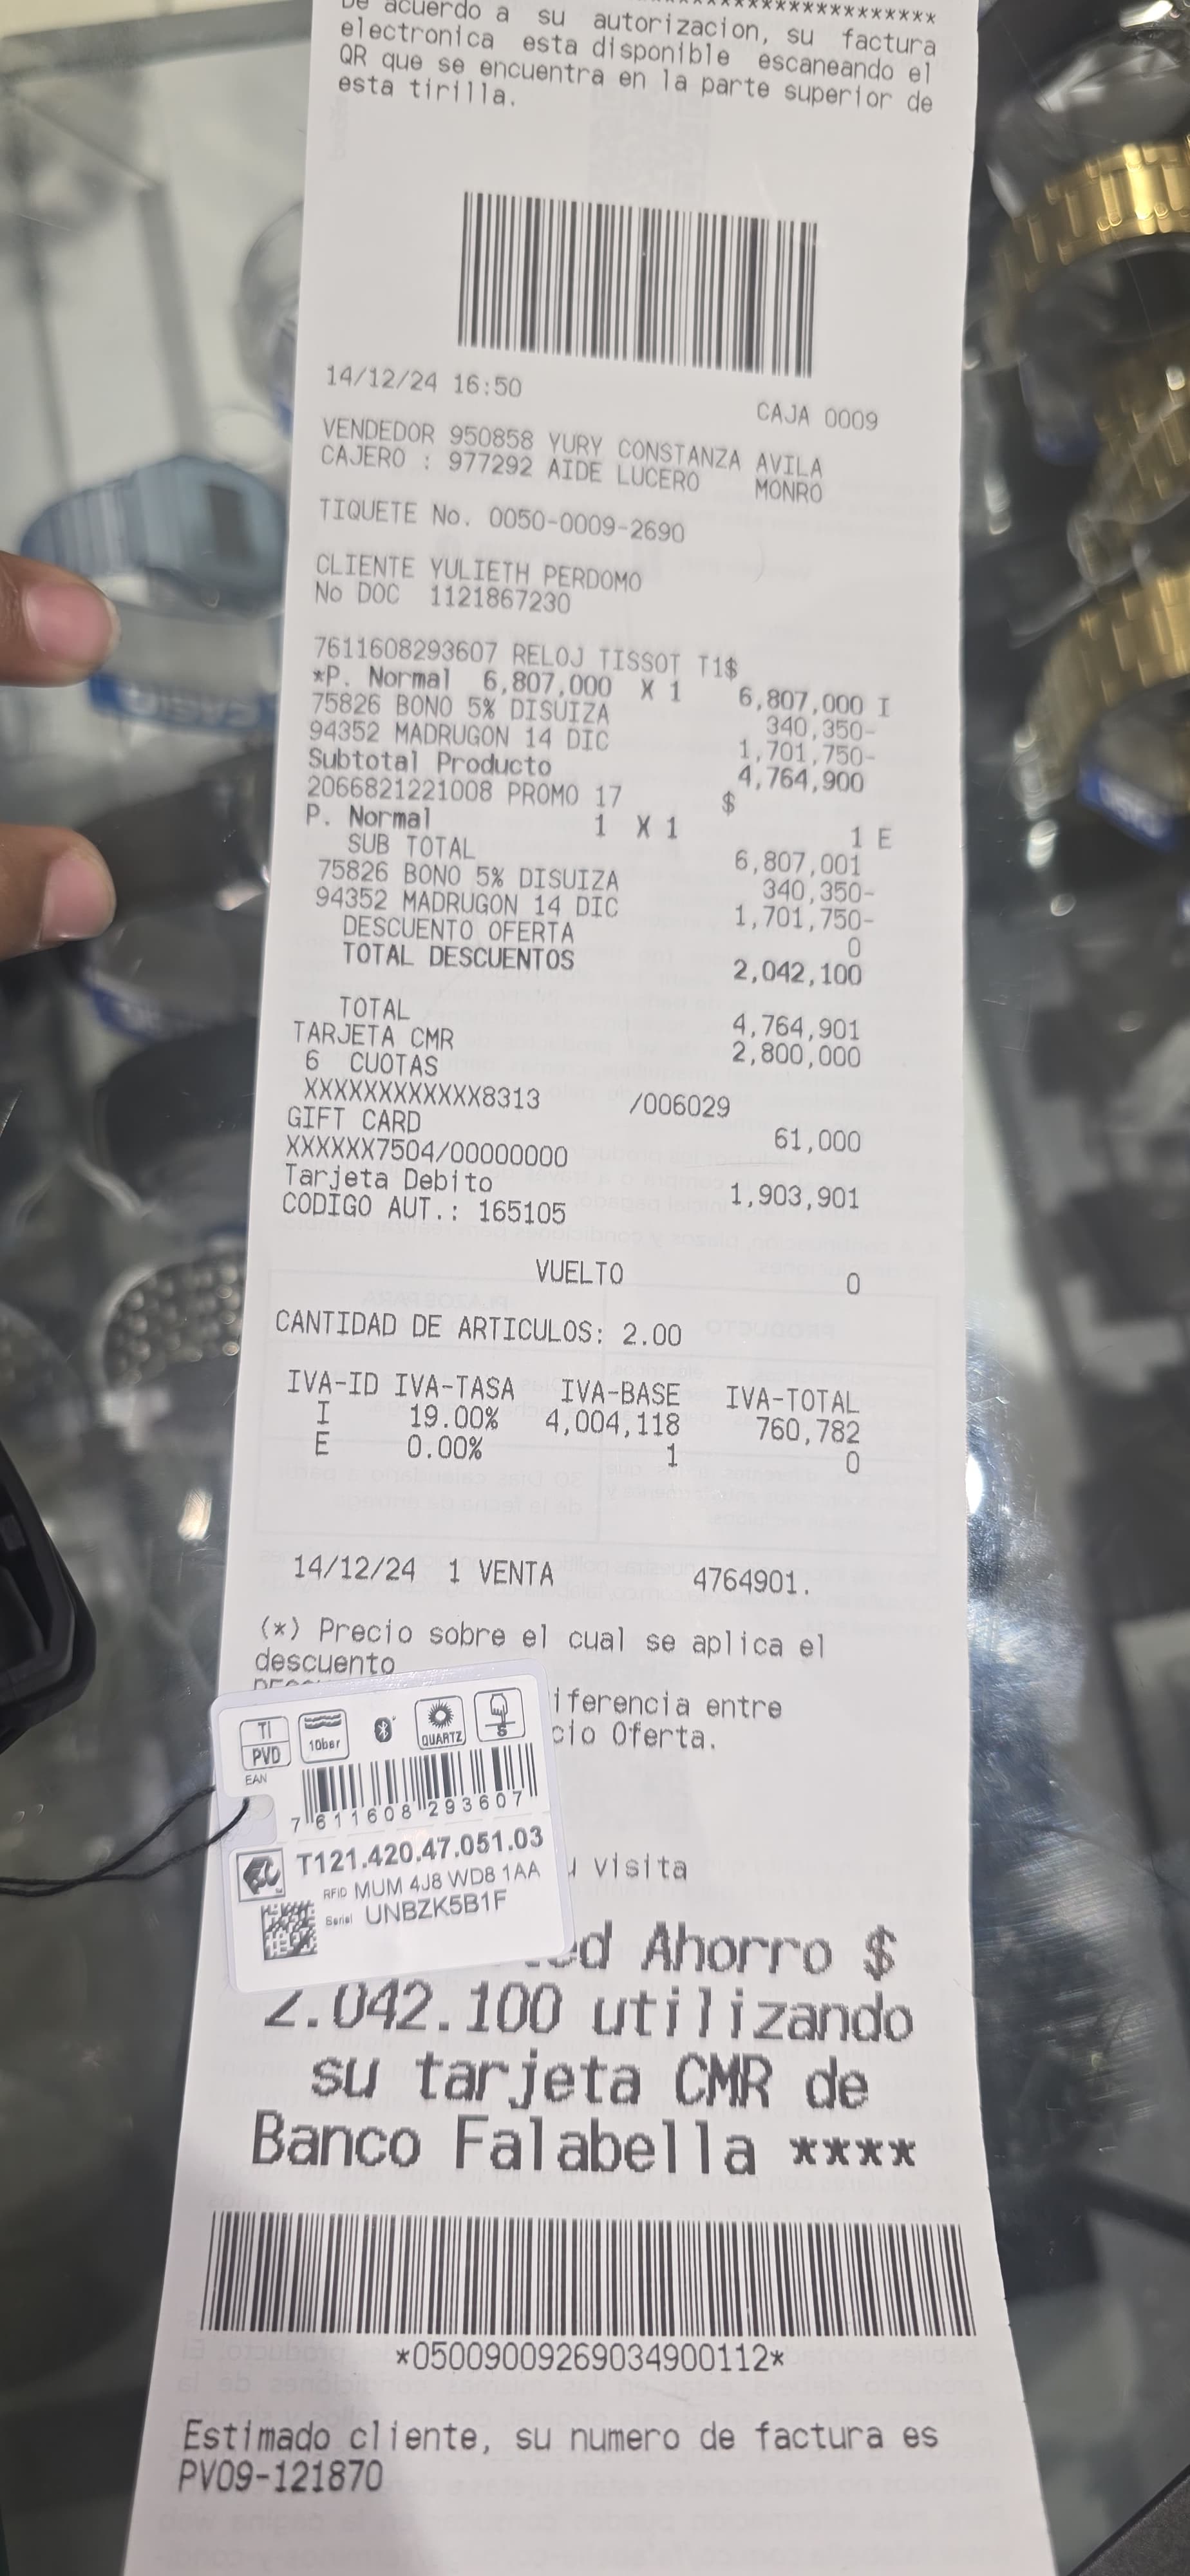 De acuerdo a su autorizacion, su factura
electronica esta disponible escaneando el
QR que se encuentra en la parte superior de
esta tirilla.
14/12/24 16:50 CAJA 0009
VENDEDOR 950858 YURY CONSTANZA AVILA
CAJERO : 977292 AIDE LUCERO MONRO
TIQUETE No. 0050-0009-2690
CLIENTE YULIETH PERDOMO
No DOC 1121867230
7611608293607 RELOJ TISSOT T1$
*P. Normal 6,807,000 X 1 6,807,000 I
75826 BONO 5% DISUIZA 340,350-
94352 MADRUGON 14 DIC 1,701,750-
Subtotal Producto 4,764,900
2066821221008 PROMO 17 $
P. Normal 1 X 1 1 E
SUB TOTAL 6,807,001
75826 BONO 5% DISUIZA 340,350-
94352 MADRUGON 14 DIC 1,701,750-
DESCUENTO OFERTA 0
TOTAL DESCUENTOS 2,042,100
TOTAL 4,764,901
TARJETA CMR 2,800,000
6 CUOTAS
XXXXXXXXXXXX8313 /006029
GIFT CARD 61,000
XXXXXX7504/00000000
Tarjeta Debito 1,903,901
CODIGO AUT.: 165105
VUELTO 0
CANTIDAD DE ARTICULOS: 2.00
IVA-ID IVA-TASA IVA-BASE IVA-TOTAL
I 19.00% 4,004,118 760,782
E 0.00% 1 0
14/12/24 1 VENTA 4764901.
(*) Precio sobre el cual se aplica el
descuento
iferencia entre
cio Oferta.
TI
PVD
10bar
QUARTZ
S
EAN
7 611608 293607
T121.420.47.051.03
RFID MUM 4J8 WD8 1AA
Serial UNBZK5B1F
visita
ed Ahorro $
2.042.100 utilizando
su tarjeta CMR de
Banco Falabella ****
*05009009269034900112*
Estimado cliente, su numero de factura es
PV09-121870
CASIO